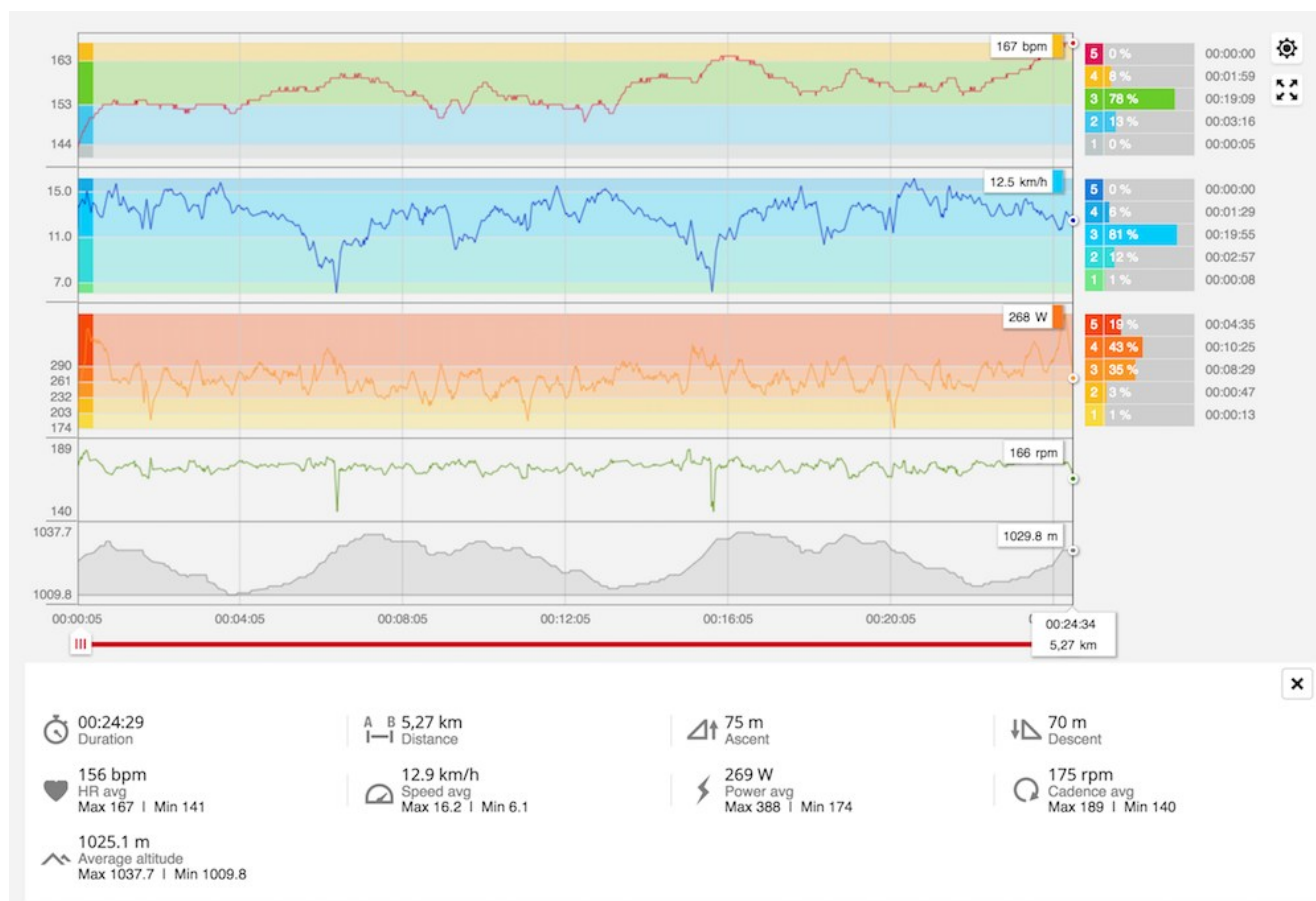 163
153
144
167 bpm
5 0 % 00:00:00
4 8 % 00:01:59
3 78 % 00:19:09
2 13 % 00:03:16
1 0 % 00:00:05
15.0
11.0
7.0
12.5 km/h
5 0 % 00:00:00
4 6 % 00:01:29
3 81 % 00:19:55
2 12 % 00:02:57
1 1 % 00:00:08
290
261
232
203
174
268 W
5 19 % 00:04:35
4 43 % 00:10:25
3 35 % 00:08:29
2 3 % 00:00:47
1 1 % 00:00:13
189
140
166 rpm
1037.7
1009.8
1029.8 m
00:00:05 00:04:05 00:08:05 00:12:05 00:16:05 00:20:05
00:24:34
5,27 km
00:24:29
Duration
A B 5,27 km
Distance
75 m
Ascent
70 m
Descent
156 bpm
HR avg
Max 167 | Min 141
12.9 km/h
Speed avg
Max 16.2 | Min 6.1
269 W
Power avg
Max 388 | Min 174
175 rpm
Cadence avg
Max 189 | Min 140
1025.1 m
Average altitude
Max 1037.7 | Min 1009.8